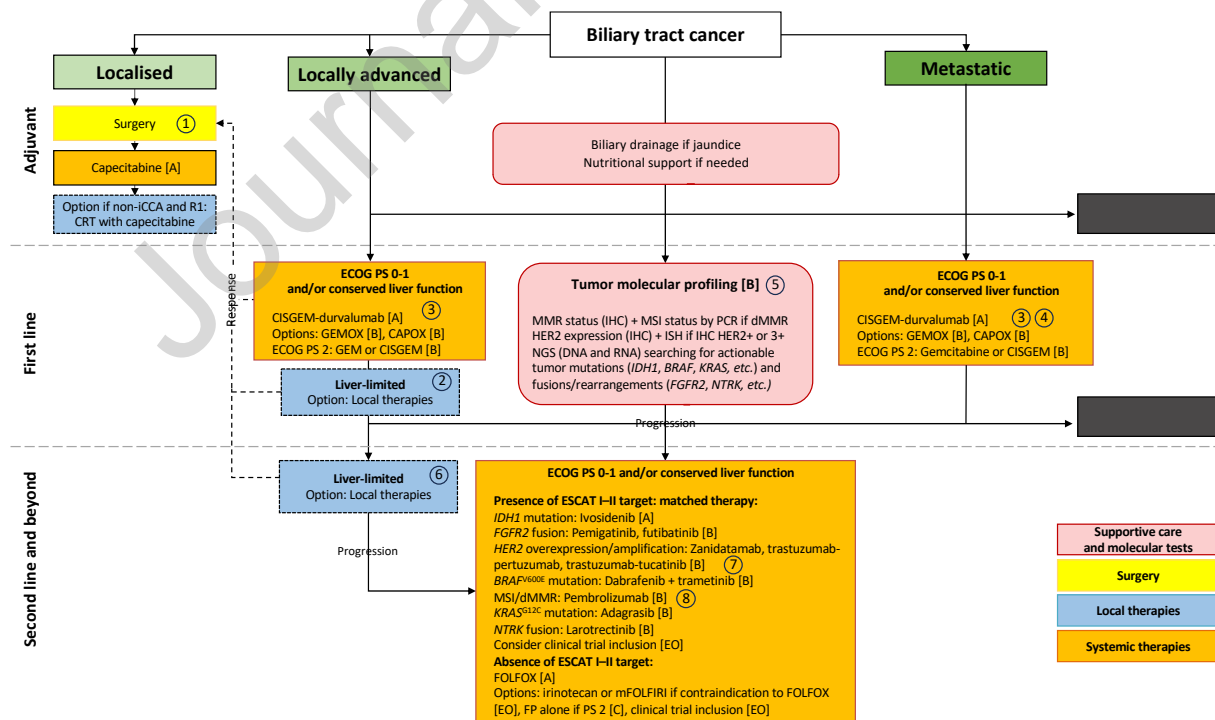 Biliary tract cancer
Localised
Locally advanced
Metastatic
Adjuvant
Surgery ①
Capecitabine [A]
Option if non-iCCA and R1:
CRT with capecitabine
Biliary drainage if jaundice
Nutritional support if needed
Journal
First line
Response
ECOG PS 0-1
and/or conserved liver function
CISGEM-durvalumab [A] ③
Options: GEMOX [B], CAPOX [B]
ECOG PS 2: GEM or CISGEM [B]
Liver-limited ②
Option: Local therapies
Tumor molecular profiling [B] ⑤
MMR status (IHC) + MSI status by PCR if dMMR
HER2 expression (IHC) + ISH if IHC HER2+ or 3+
NGS (DNA and RNA) searching for actionable
tumor mutations (IDH1, BRAF, KRAS, etc.) and
fusions/rearrangements (FGFR2, NTRK, etc.)
ECOG PS 0-1
and/or conserved liver function
CISGEM-durvalumab [A] ③ ④
Options: GEMOX [B], CAPOX [B]
ECOG PS 2: Gemcitabine or CISGEM [B]
Progression
Second line and beyond
Liver-limited ⑥
Option: Local therapies
Progression
ECOG PS 0-1 and/or conserved liver function
Presence of ESCAT I–II target: matched therapy:
IDH1 mutation: Ivosidenib [A]
FGFR2 fusion: Pemigatinib, futibatinib [B]
HER2 overexpression/amplification: Zanidatamab, trastuzumab-
pertuzumab, trastuzumab-tucatinib [B] ⑦
BRAFV600E mutation: Dabrafenib + trametinib [B]
MSI/dMMR: Pembrolizumab [B] ⑧
KRASG12C mutation: Adagrasib [B]
NTRK fusion: Larotrectinib [B]
Consider clinical trial inclusion [EO]
Absence of ESCAT I–II target:
FOLFOX [A]
Options: irinotecan or mFOLFIRI if contraindication to FOLFOX
[EO], FP alone if PS 2 [C], clinical trial inclusion [EO]
Supportive care
and molecular tests
Surgery
Local therapies
Systemic therapies